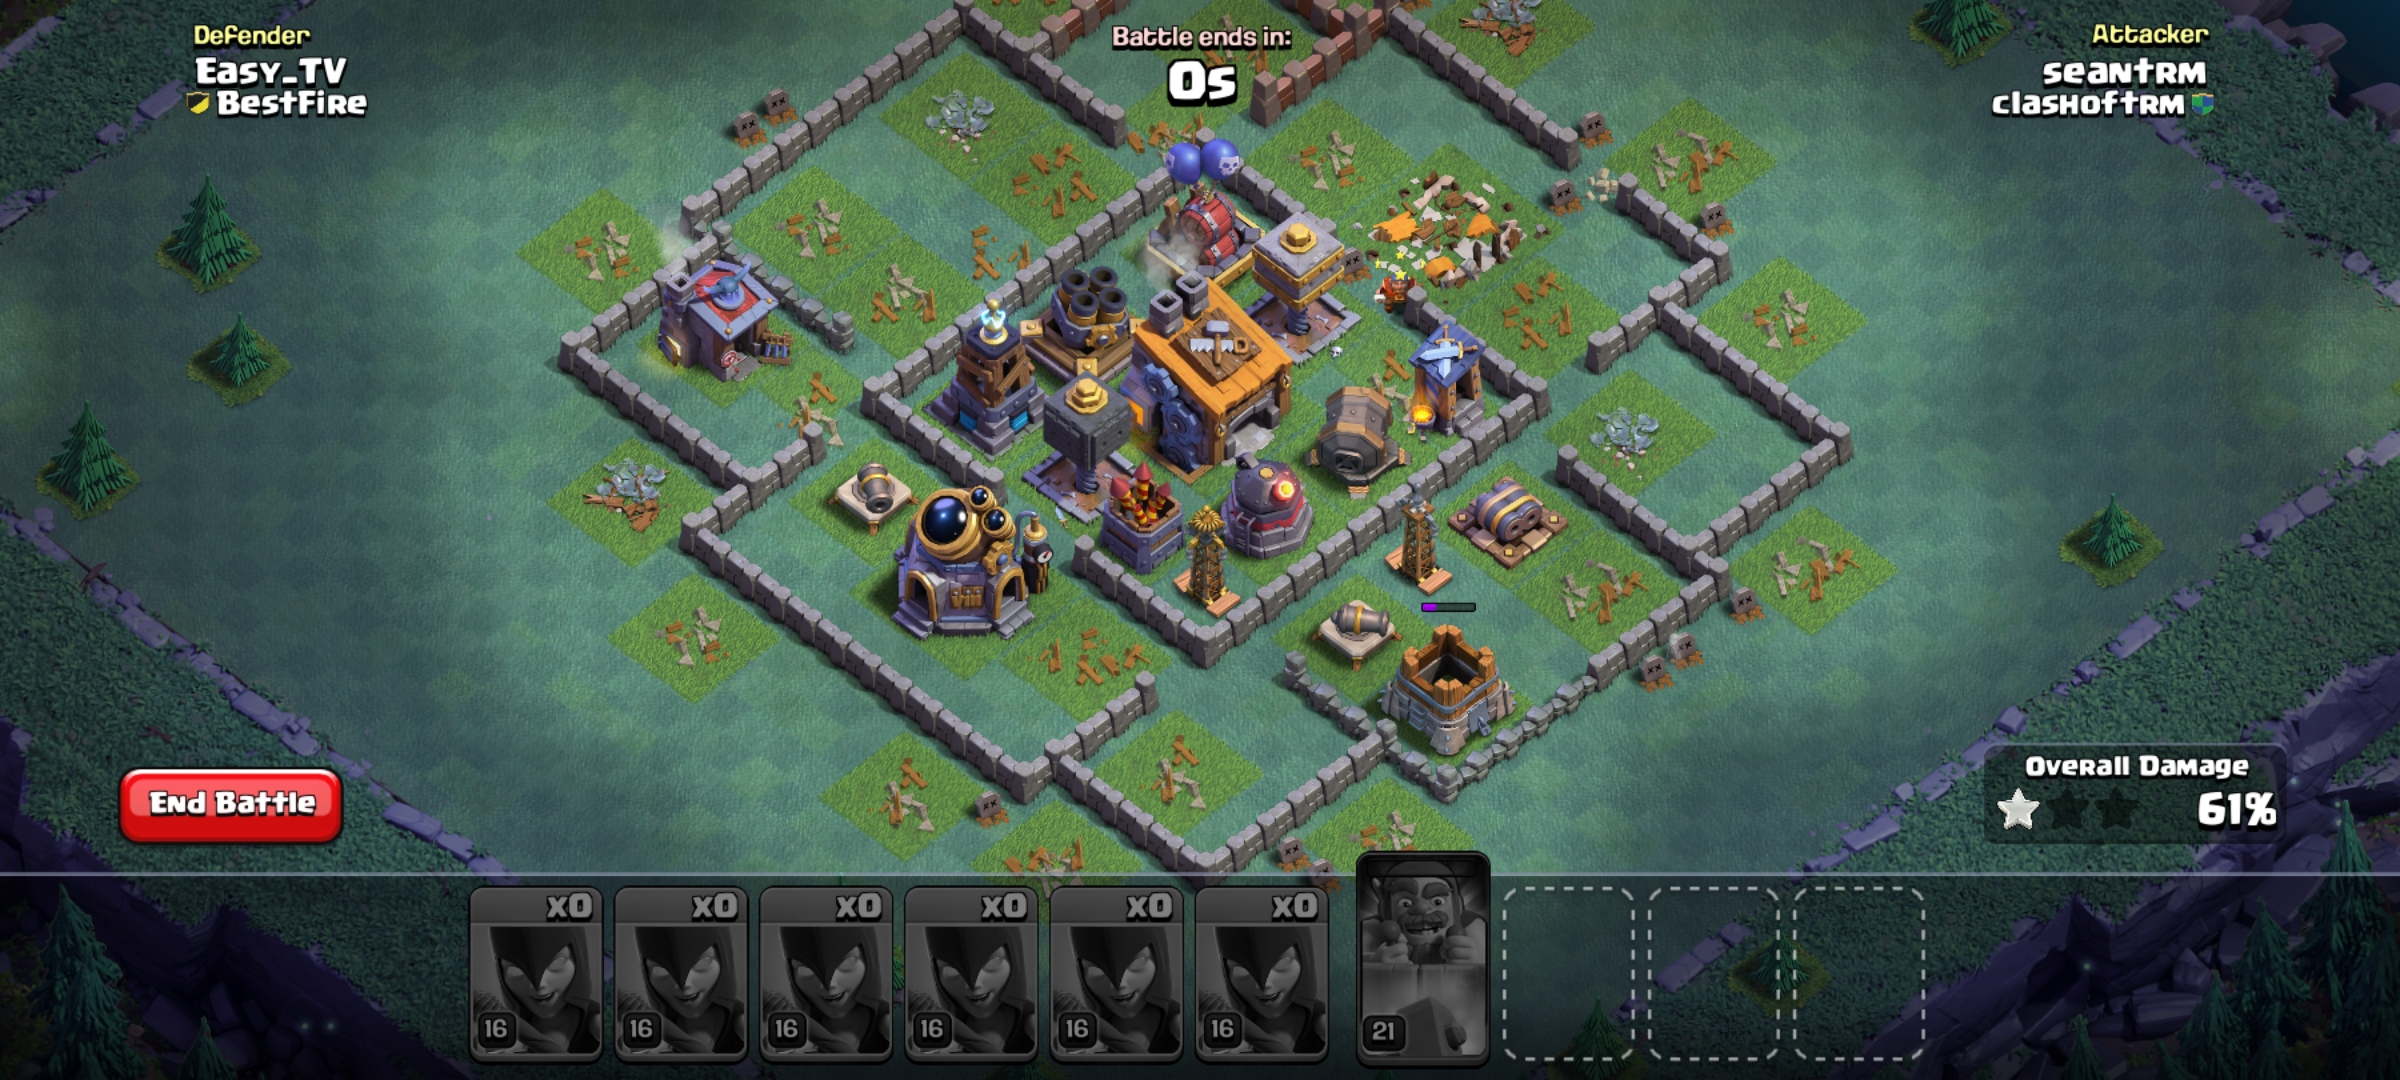 Defender
Easy_TV
BestFire
Battle ends in:
0s
Attacker
seantRM
clashoftRM
VIII
End Battle
Overall Damage
61%
x0 x0 x0 x0 x0 x0
16 16 16 16 16 16 21